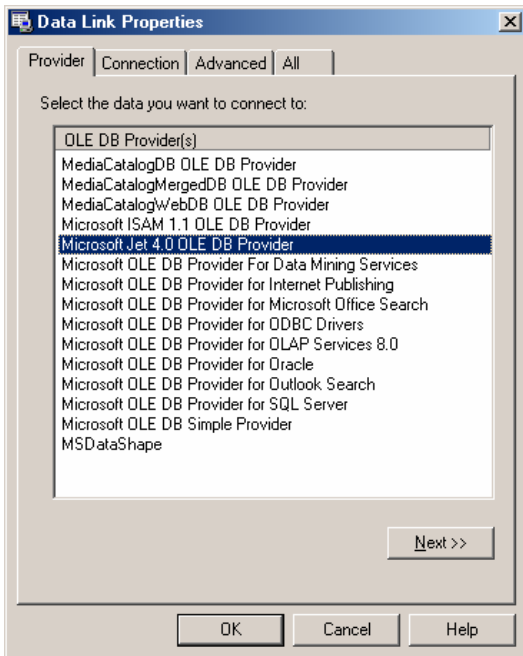 Data Link Properties
Provider Connection Advanced All
Select the data you want to connect to:
OLE DB Provider(s)
MediaCatalogDB OLE DB Provider
MediaCatalogMergedDB OLE DB Provider
MediaCatalogWebDB OLE DB Provider
Microsoft ISAM 1.1 OLE DB Provider
Microsoft Jet 4.0 OLE DB Provider
Microsoft OLE DB Provider For Data Mining Services
Microsoft OLE DB Provider for Internet Publishing
Microsoft OLE DB Provider for Microsoft Office Search
Microsoft OLE DB Provider for ODBC Drivers
Microsoft OLE DB Provider for OLAP Services 8.0
Microsoft OLE DB Provider for Oracle
Microsoft OLE DB Provider for Outlook Search
Microsoft OLE DB Provider for SQL Server
Microsoft OLE DB Simple Provider
MSDataShape
Next >>
OK Cancel Help